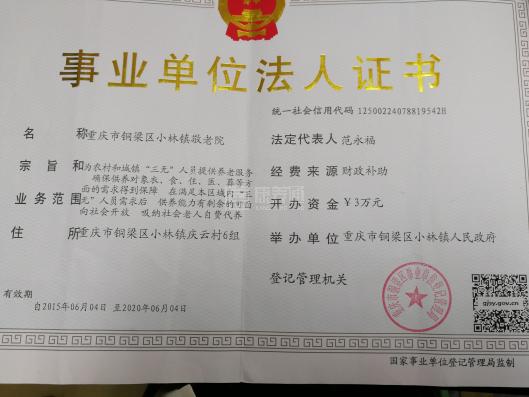 事业单位法人证书
统一社会信用代码 12500224078819542H
名称 重庆市铜梁区小林镇敬老院
法定代表人 范永福
宗旨和业务范围
为农村和城镇“三无”人员提供养老服务
确保供养对象衣、食、住、医、葬等方
面的需求得到保障 在满足本区域内“三
无”人员需求后 供养能力有剩余的可面
向社会开放 吸纳社会老人自费代养
经费来源 财政补助
开办资金 ￥3万元
住所 重庆市铜梁区小林镇庆云村6组
举办单位 重庆市铜梁区小林镇人民政府
登记管理机关
有效期
自2015年06月04日 至2020年06月04日
gjsy.gov.cn
国家事业单位登记管理局监制
康养通